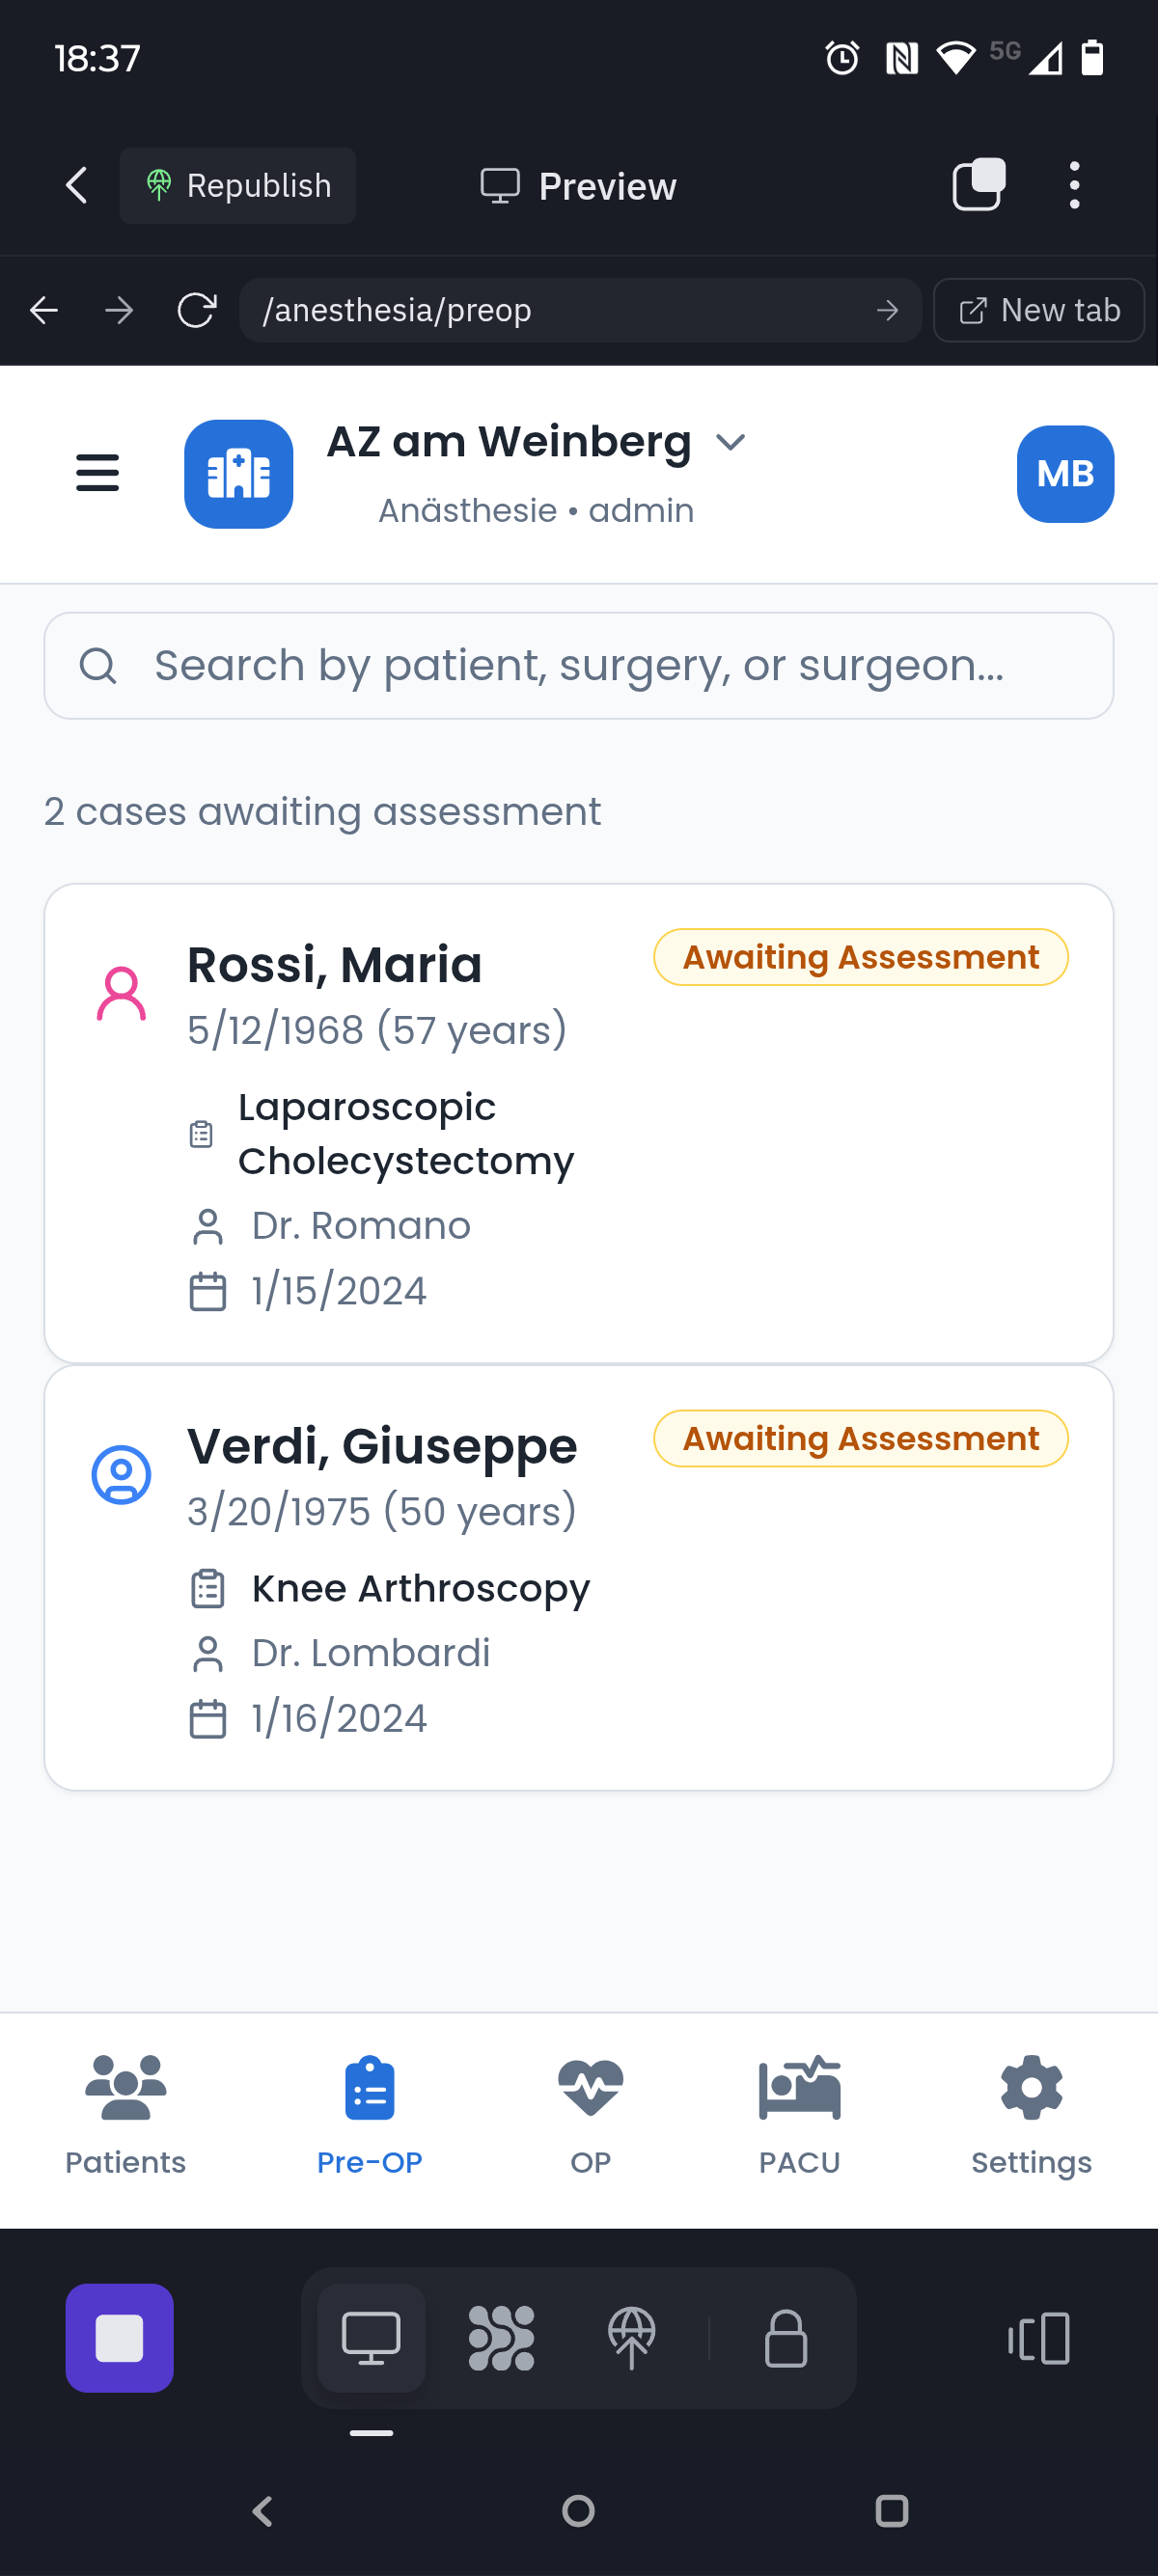 18:37
5G
Republish
Preview
/anesthesia/preop
New tab
AZ am Weinberg
Anästhesie • admin
MB
Search by patient, surgery, or surgeon...
2 cases awaiting assessment
Rossi, Maria
Awaiting Assessment
5/12/1968 (57 years)
Laparoscopic
Cholecystectomy
Dr. Romano
1/15/2024
Verdi, Giuseppe
Awaiting Assessment
3/20/1975 (50 years)
Knee Arthroscopy
Dr. Lombardi
1/16/2024
Patients
Pre-OP
OP
PACU
Settings